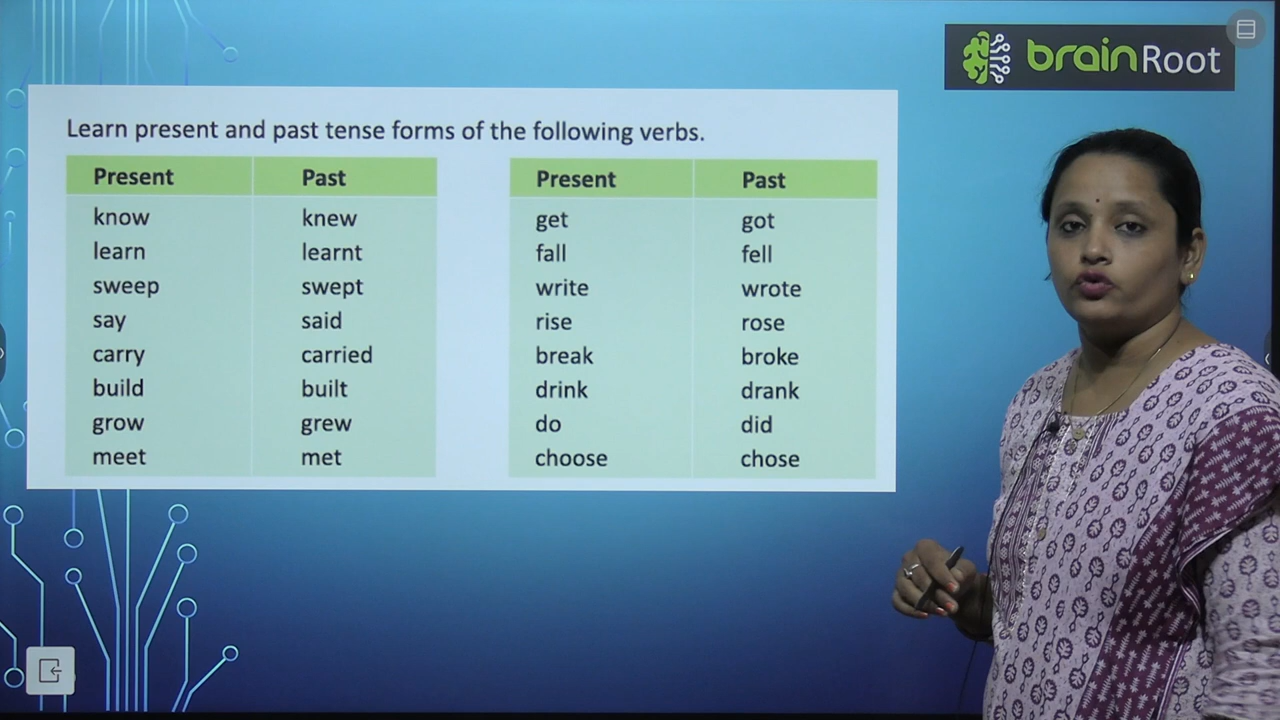 brainRoot
Learn present and past tense forms of the following verbs.
Present Past
know knew
learn learnt
sweep swept
say said
carry carried
build built
grow grew
meet met
Present Past
get got
fall fell
write wrote
rise rose
break broke
drink drank
do did
choose chose